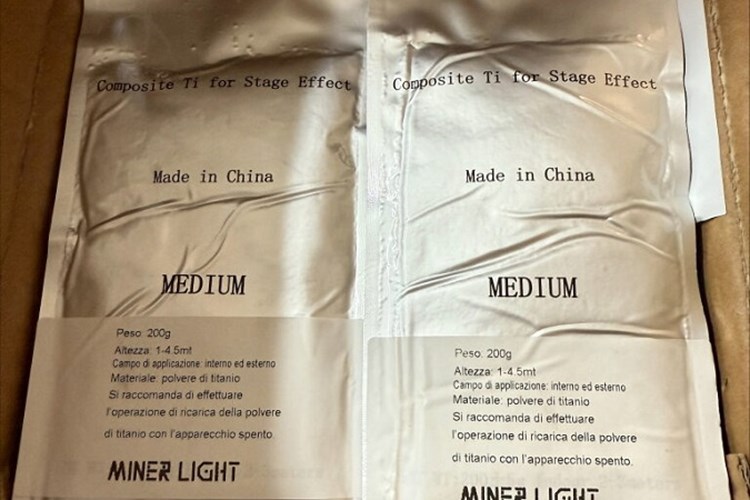 Composite Ti for Stage Effect
Made in China
MEDIUM
Peso: 200g
Altezza: 1-4.5mt
Campo di applicazione: interno ed esterno
Materiale: polvere di titanio
Si raccomanda di effettuare
l'operazione di ricarica della polvere
di titanio con l'apparecchio spento
MINER LIGHT
Composite Ti for Stage Effect
Made in China
MEDIUM
Peso: 200g
Altezza: 1-4.5mt
Campo di applicazione: interno ed esterno
Materiale: polvere di titanio
Si raccomanda di effettuare
l'operazione di ricarica della polvere
di titanio con l'apparecchio spento.
MINER LIGHT